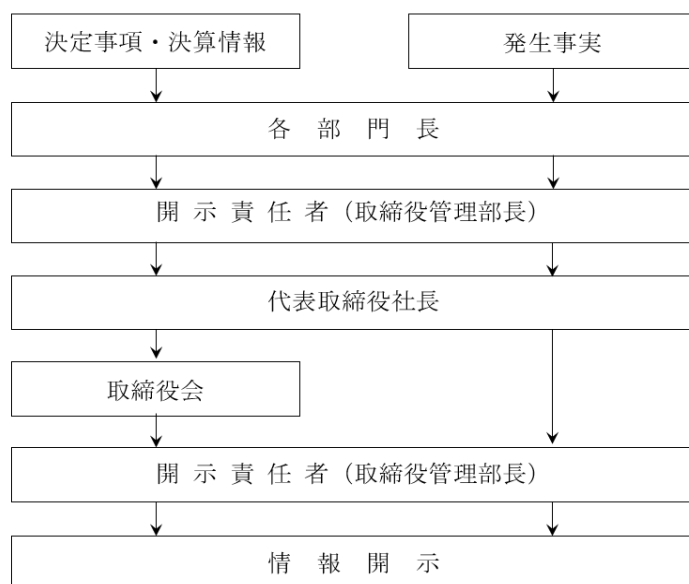 決定事項・決算情報
発生事実
各 部 門 長
開 示 責 任 者（取締役管理部長）
代表取締役社長
取締役会
開 示 責 任 者（取締役管理部長）
情 報 開 示